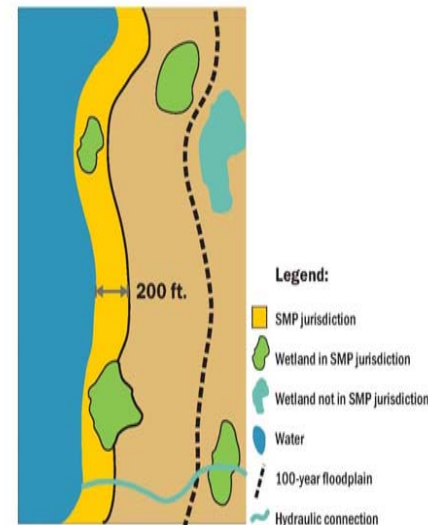 200 ft.
Legend:
SMP jurisdiction
Wetland in SMP jurisdiction
Wetland not in SMP jurisdiction
Water
100-year floodplain
Hydraulic connection